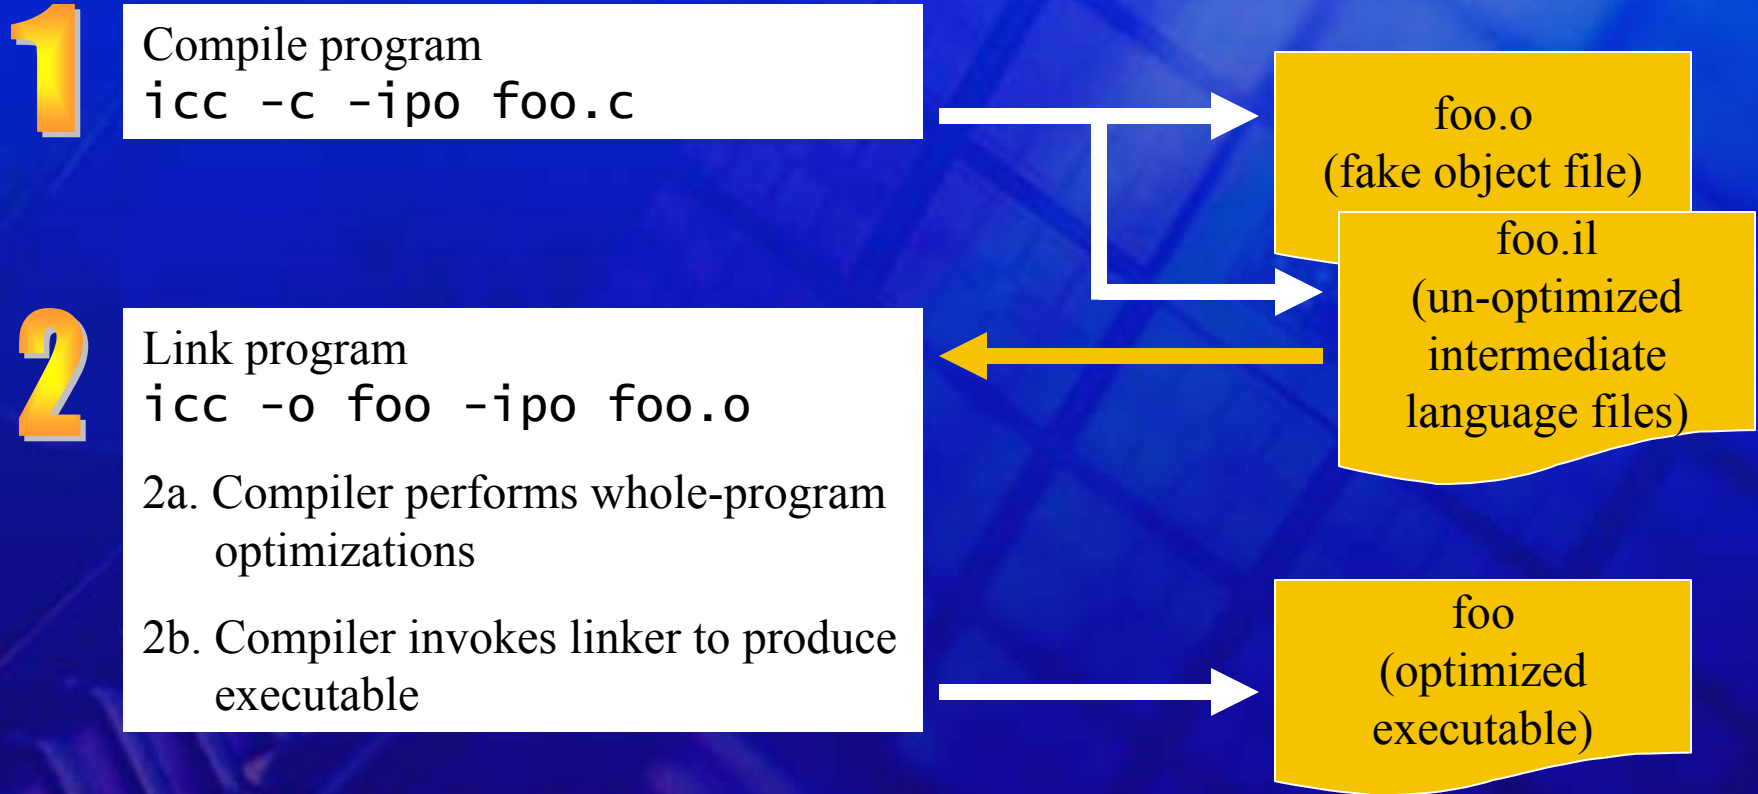 1
Compile program
icc -c -ipo foo.c
foo.o
(fake object file)
foo.il
(un-optimized
intermediate
language files)
2
Link program
icc -o foo -ipo foo.o
2a. Compiler performs whole-program
optimizations
2b. Compiler invokes linker to produce
executable
foo
(optimized
executable)